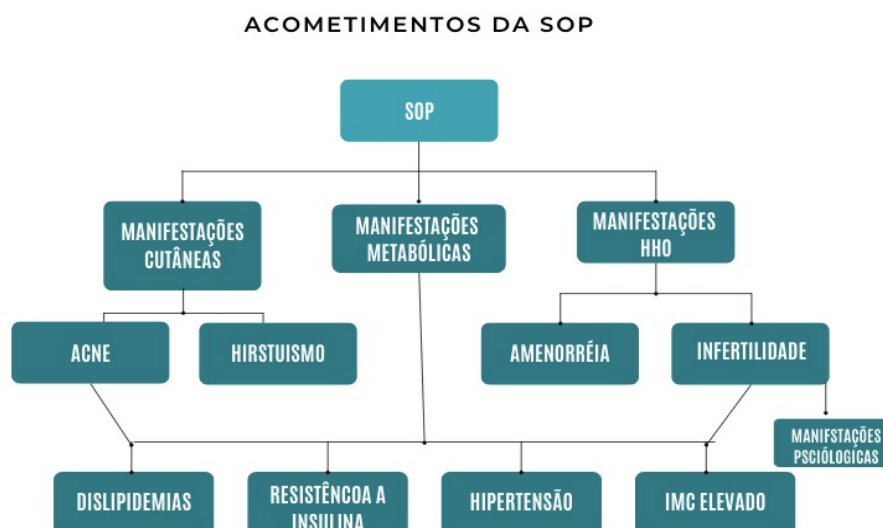 ACOMETIMENTOS DA SOP
SOP
MANIFESTAÇÕES
CUTÂNEAS
MANIFESTAÇÕES
METABÓLICAS
MANIFESTAÇÕES
HHO
ACNE
HIRSTUISMO
AMENORRÉIA
INFERTILIDADE
MANIFSTAÇÕES
PSCIÓLOGICAS
DISLIPIDEMIAS
RESISTÊNCOA A
INSULINA
HIPERTENSÃO
IMC ELEVADO